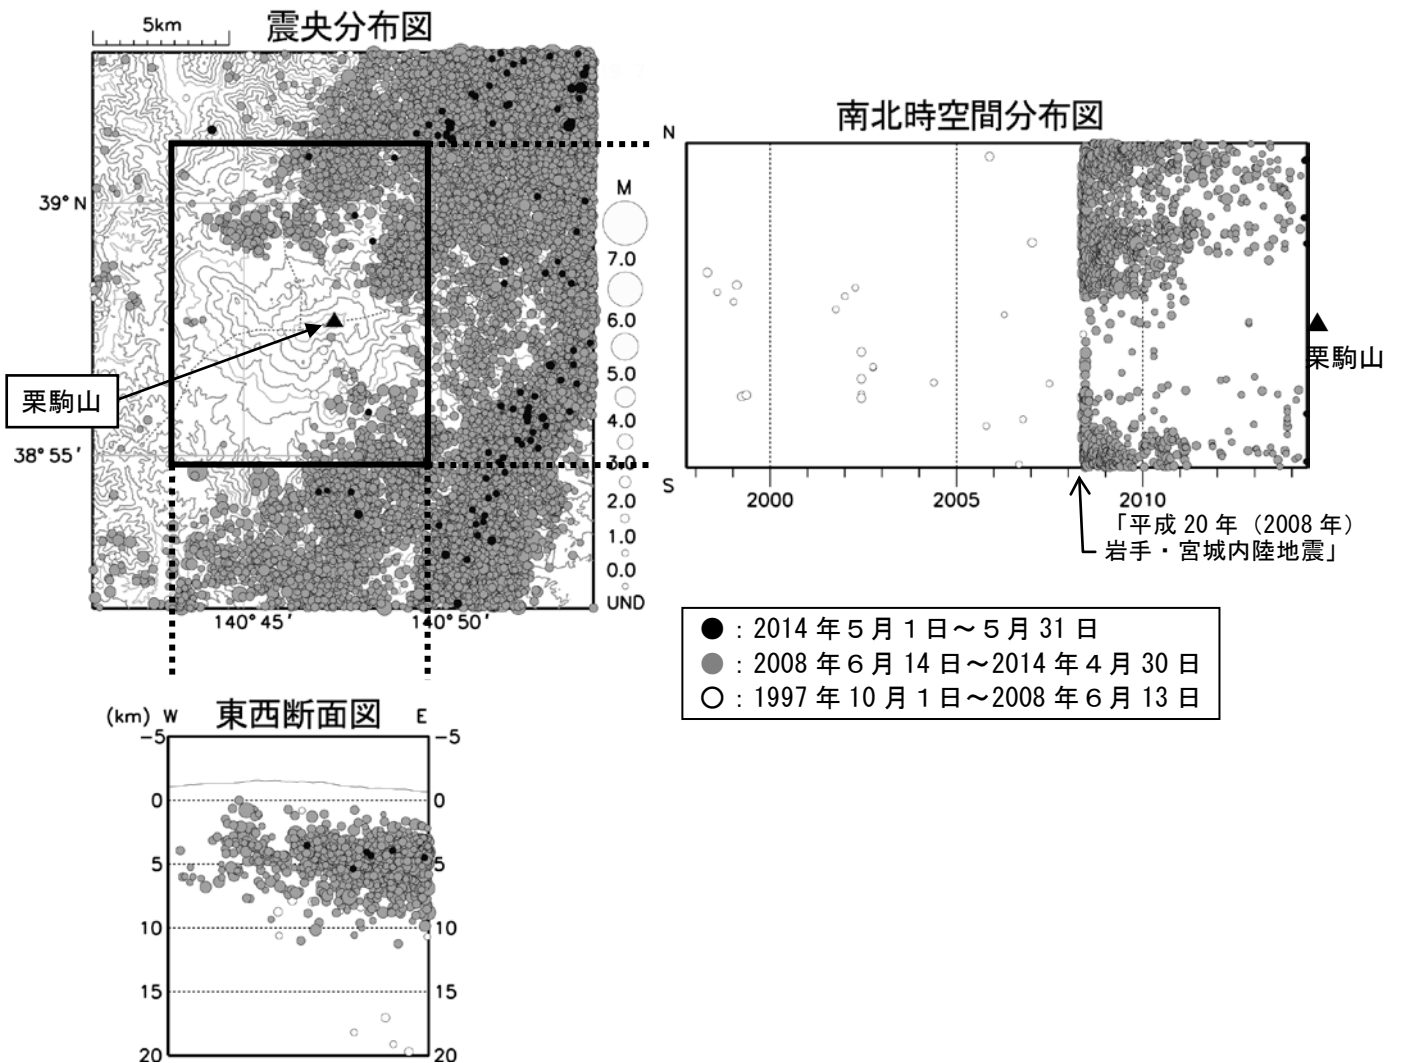 5km
震央分布図
39°N
38°55′
140°45′
140°50′
栗駒山
M
7.0
6.0
5.0
4.0
3.0
2.0
1.0
0.0
UND
南北時空間分布図
N
S
2000
2005
2010
栗駒山
「平成 20 年（2008 年）
岩手・宮城内陸地震」
●：2014 年５月１日～５月 31 日
●：2008 年６月 14 日～2014 年４月 30 日
○：1997 年 10 月１日～2008 年６月 13 日
東西断面図
(km) W
E
-5
-5
0
0
5
5
10
10
15
15
20
20